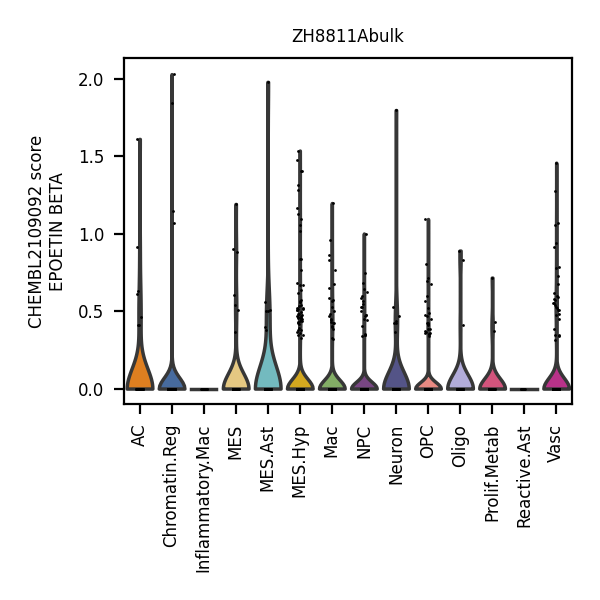 ZH8811Abulk
CHEMBL2109092 score
EPOETIN BETA
2.0
1.5
1.0
0.5
0.0
AC
Chromatin.Reg
Inflammatory.Mac
MES
MES.Ast
MES.Hyp
Mac
NPC
Neuron
OPC
Oligo
Prolif.Metab
Reactive.Ast
Vasc